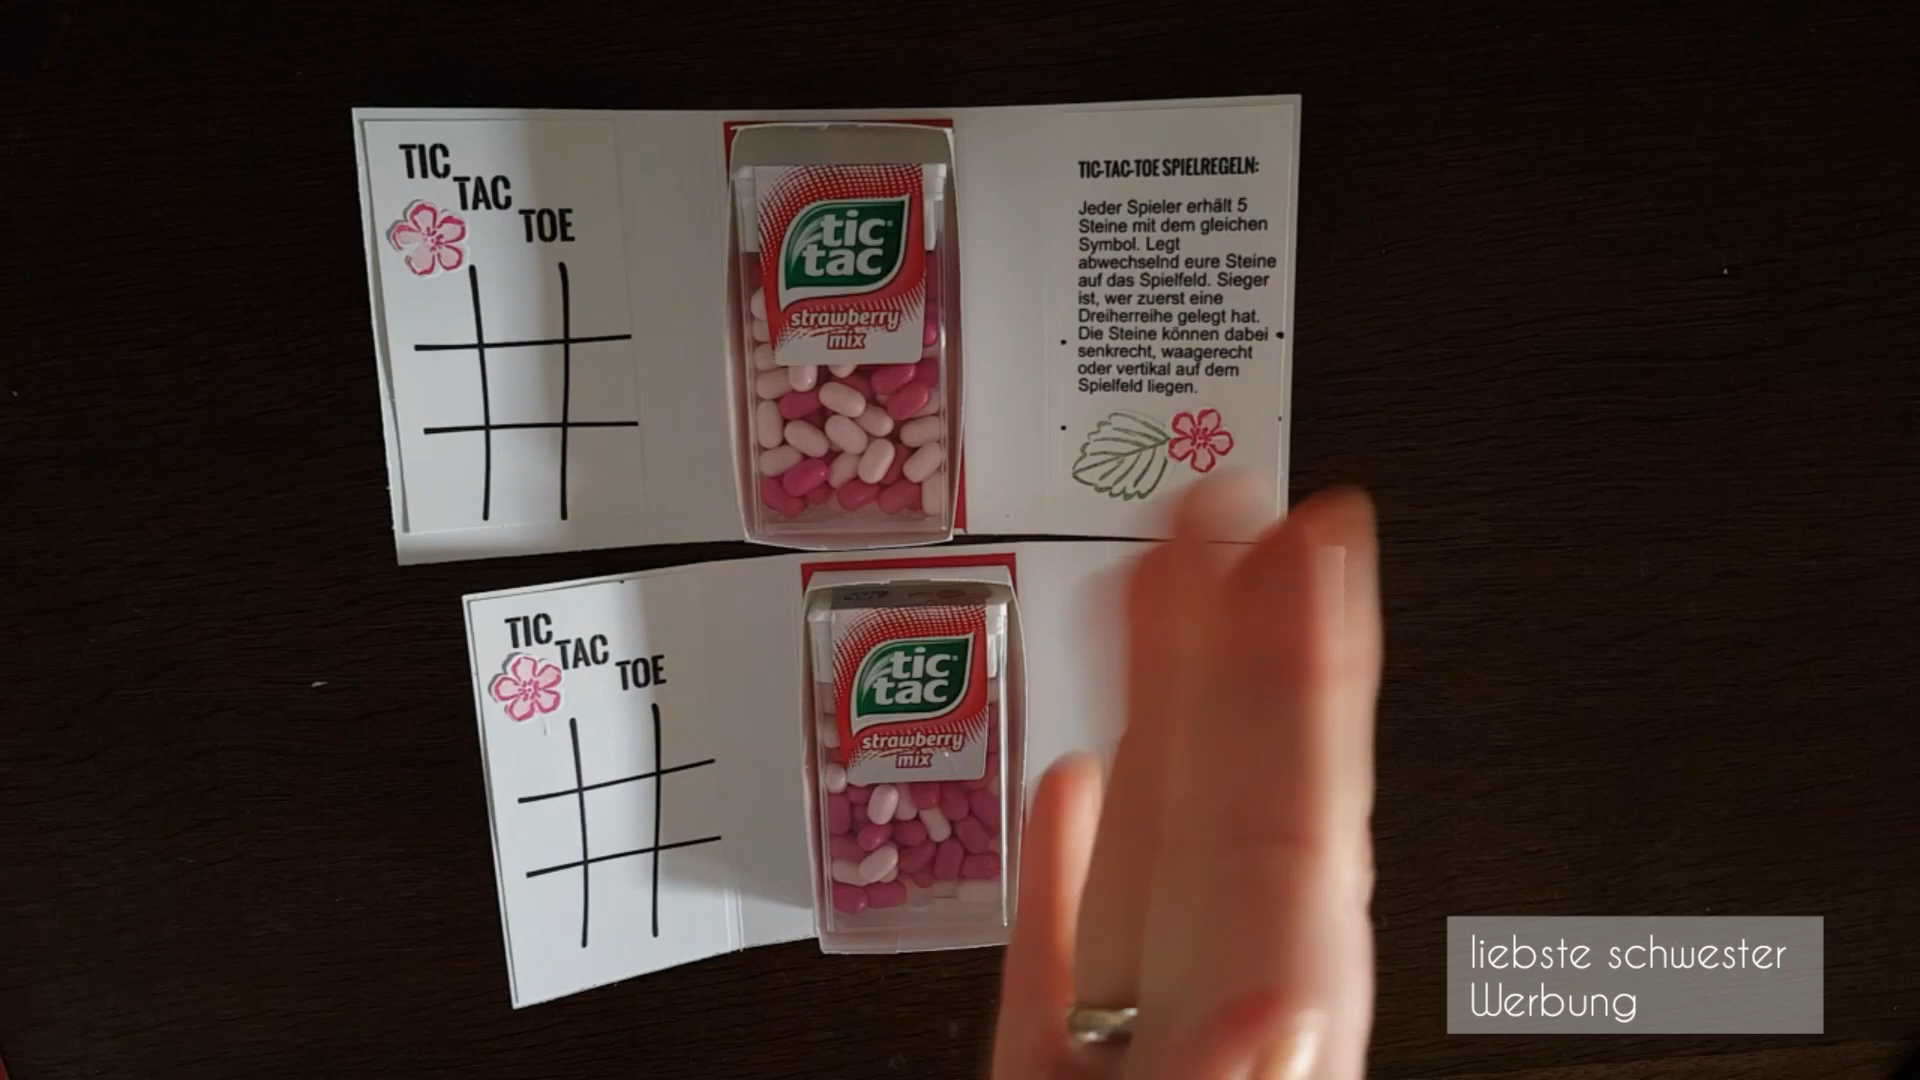 TIC
TAC
TOE
tic
tac
strawberry
mix
TIC-TAC-TOE SPIELREGELN:
Jeder Spieler erhält 5
Steine mit dem gleichen
Symbol. Legt
abwechselnd eure Steine
auf das Spielfeld. Sieger
ist, wer zuerst eine
Dreiherreihe gelegt hat.
Die Steine können dabei
senkrecht, waagerecht
oder vertikal auf dem
Spielfeld liegen.
TIC
TAC
TOE
tic
tac
strawberry
mix
liebste schwester
Werbung